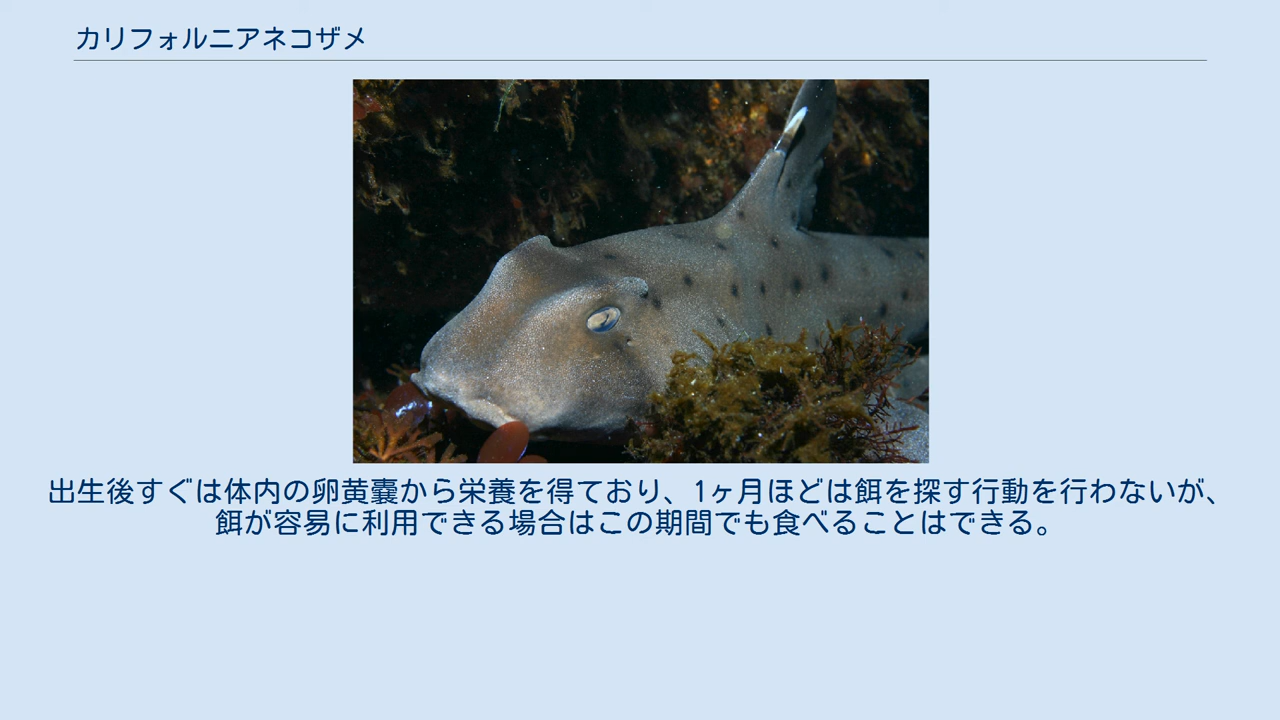 カリフォルニアネコザメ
出生後すぐは体内の卵黄嚢から栄養を得ており、1ヶ月ほどは餌を探す行動を行わないが、
餌が容易に利用できる場合はこの期間でも食べることはできる。